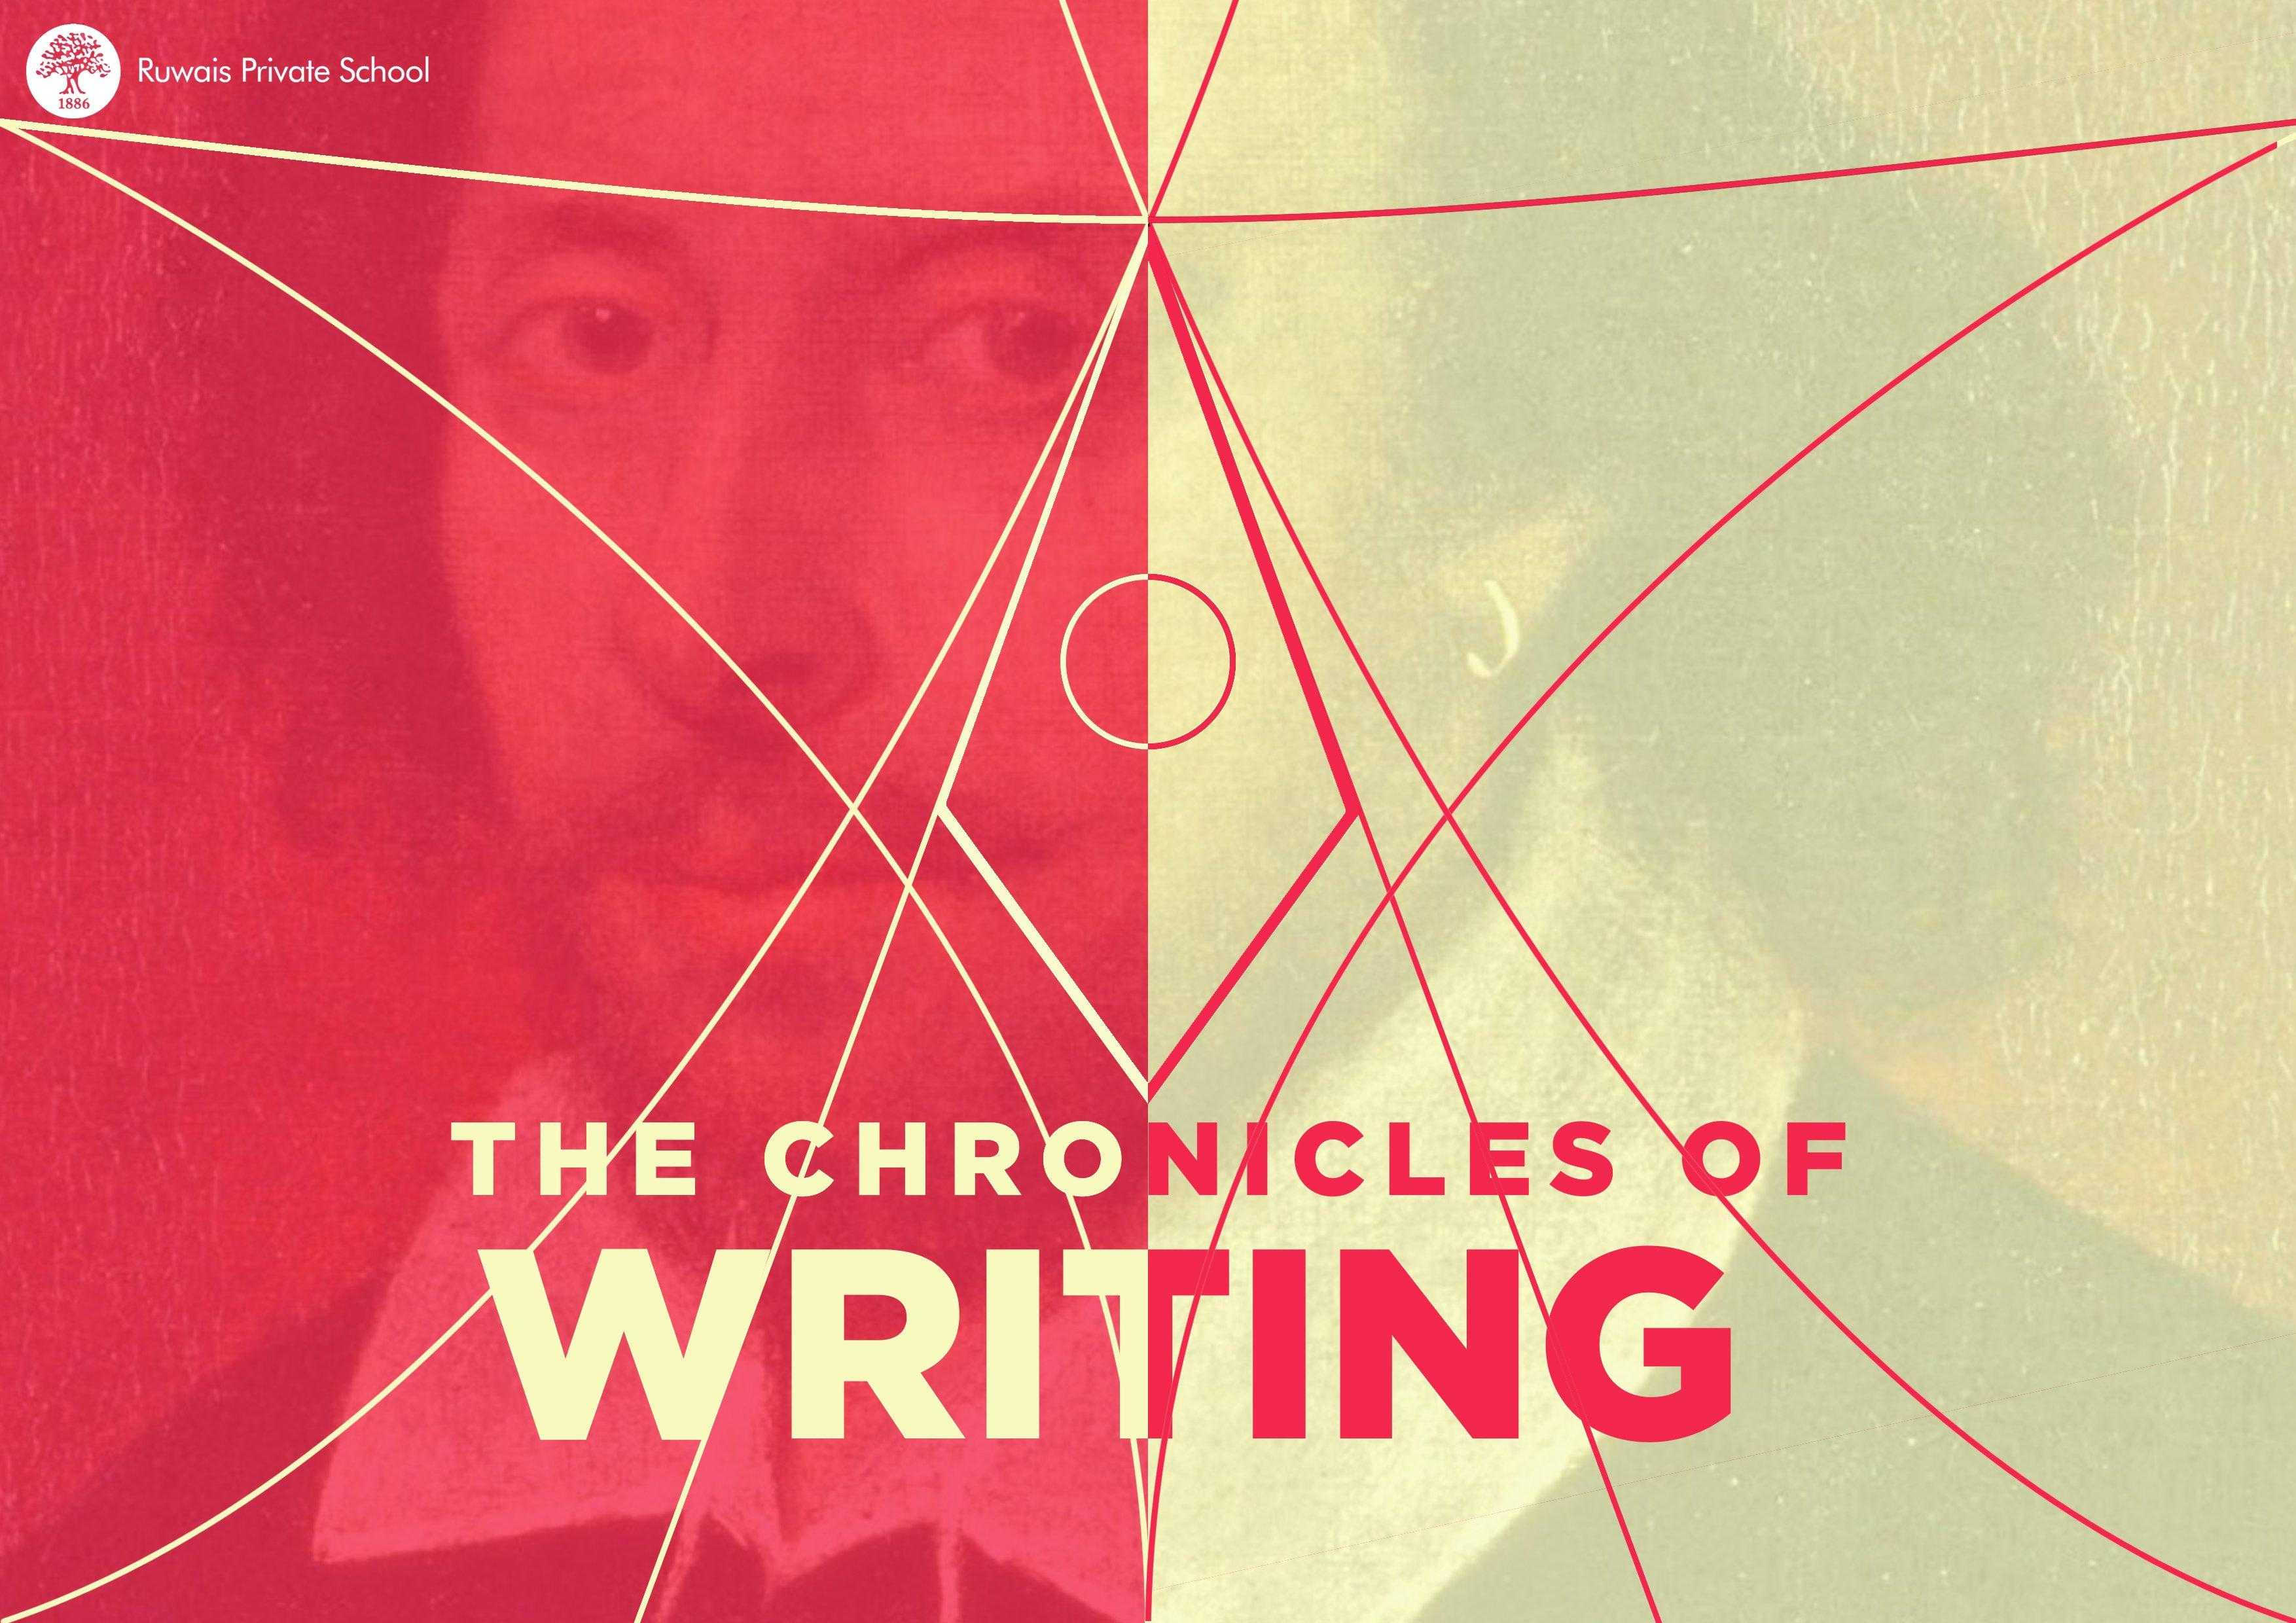 Ruwais Private School
1886
THE CHRONICLES OF
WRITING